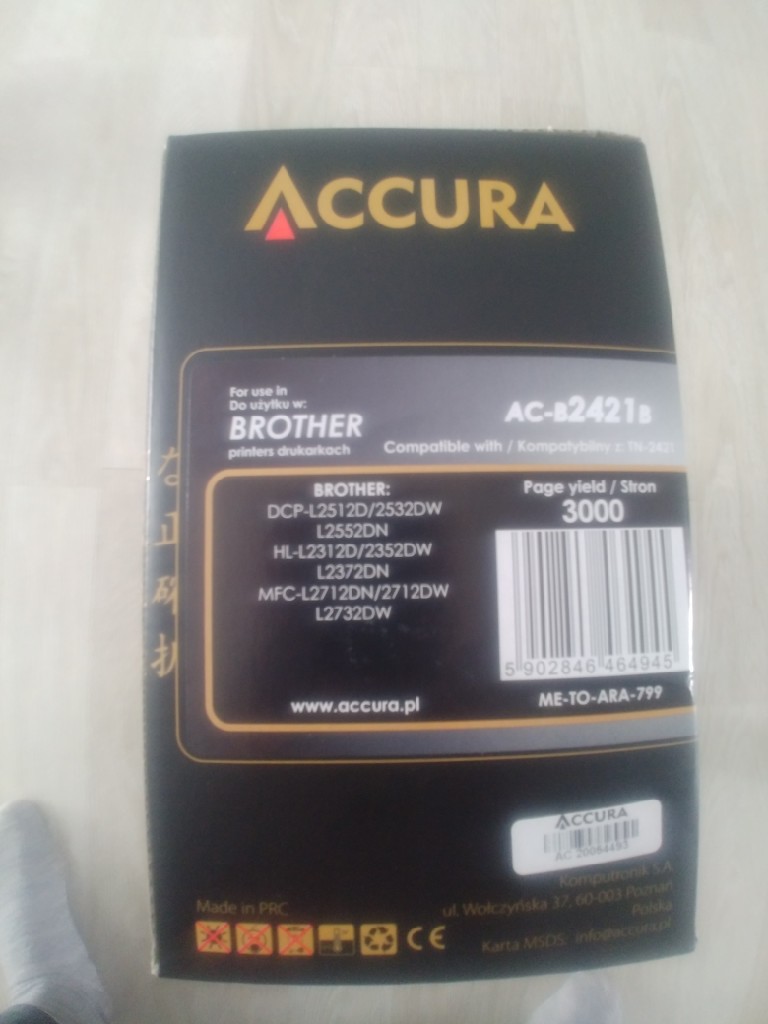 ACCURA
For use in
Do użytku w:
BROTHER
printers drukarkach
AC-B2421B
Compatible with / Kompatybilny z: TN-2421
BROTHER:
DCP-L2512D/2532DW
L2552DN
HL-L2312D/2352DW
L2372DN
MFC-L2712DN/2712DW
L2732DW
www.accura.pl
Page yield / Stron
3000
5 902846 464945
ME-TO-ARA-799
ACCURA
Made in PRC
CE
Komputronik S.A
ul. Wołczyńska 37, 60-003 Poznań
Polska
Karta MSDS: info@accura.pl